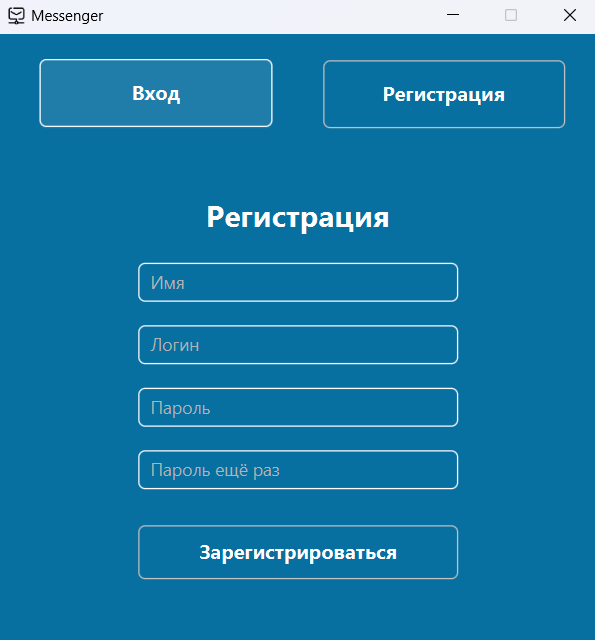 Messenger
Вход
Регистрация
Регистрация
Имя
Логин
Пароль
Пароль ещё раз
Зарегистрироваться